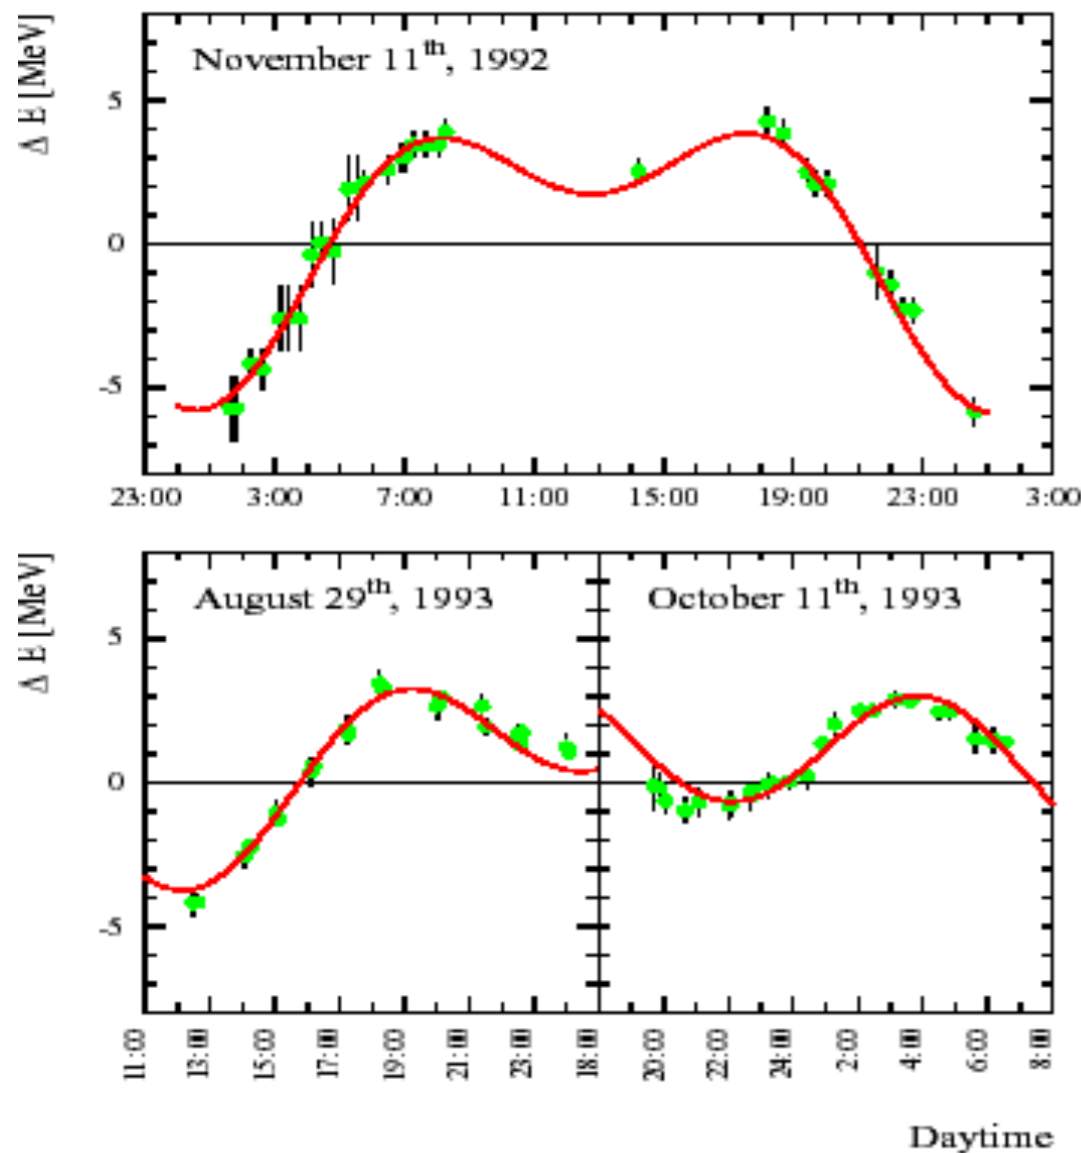 Δ E [MeV]
November 11th, 1992
5
0
-5
23:00 3:00 7:00 11:00 15:00 19:00 23:00 3:00
Δ E [MeV]
August 29th, 1993
October 11th, 1993
5
0
-5
11:00 13:00 15:00 17:00 19:00 21:00 23:00 18:00 20:00 22:00 24:00 2:00 4:00 6:00 8:00
Daytime